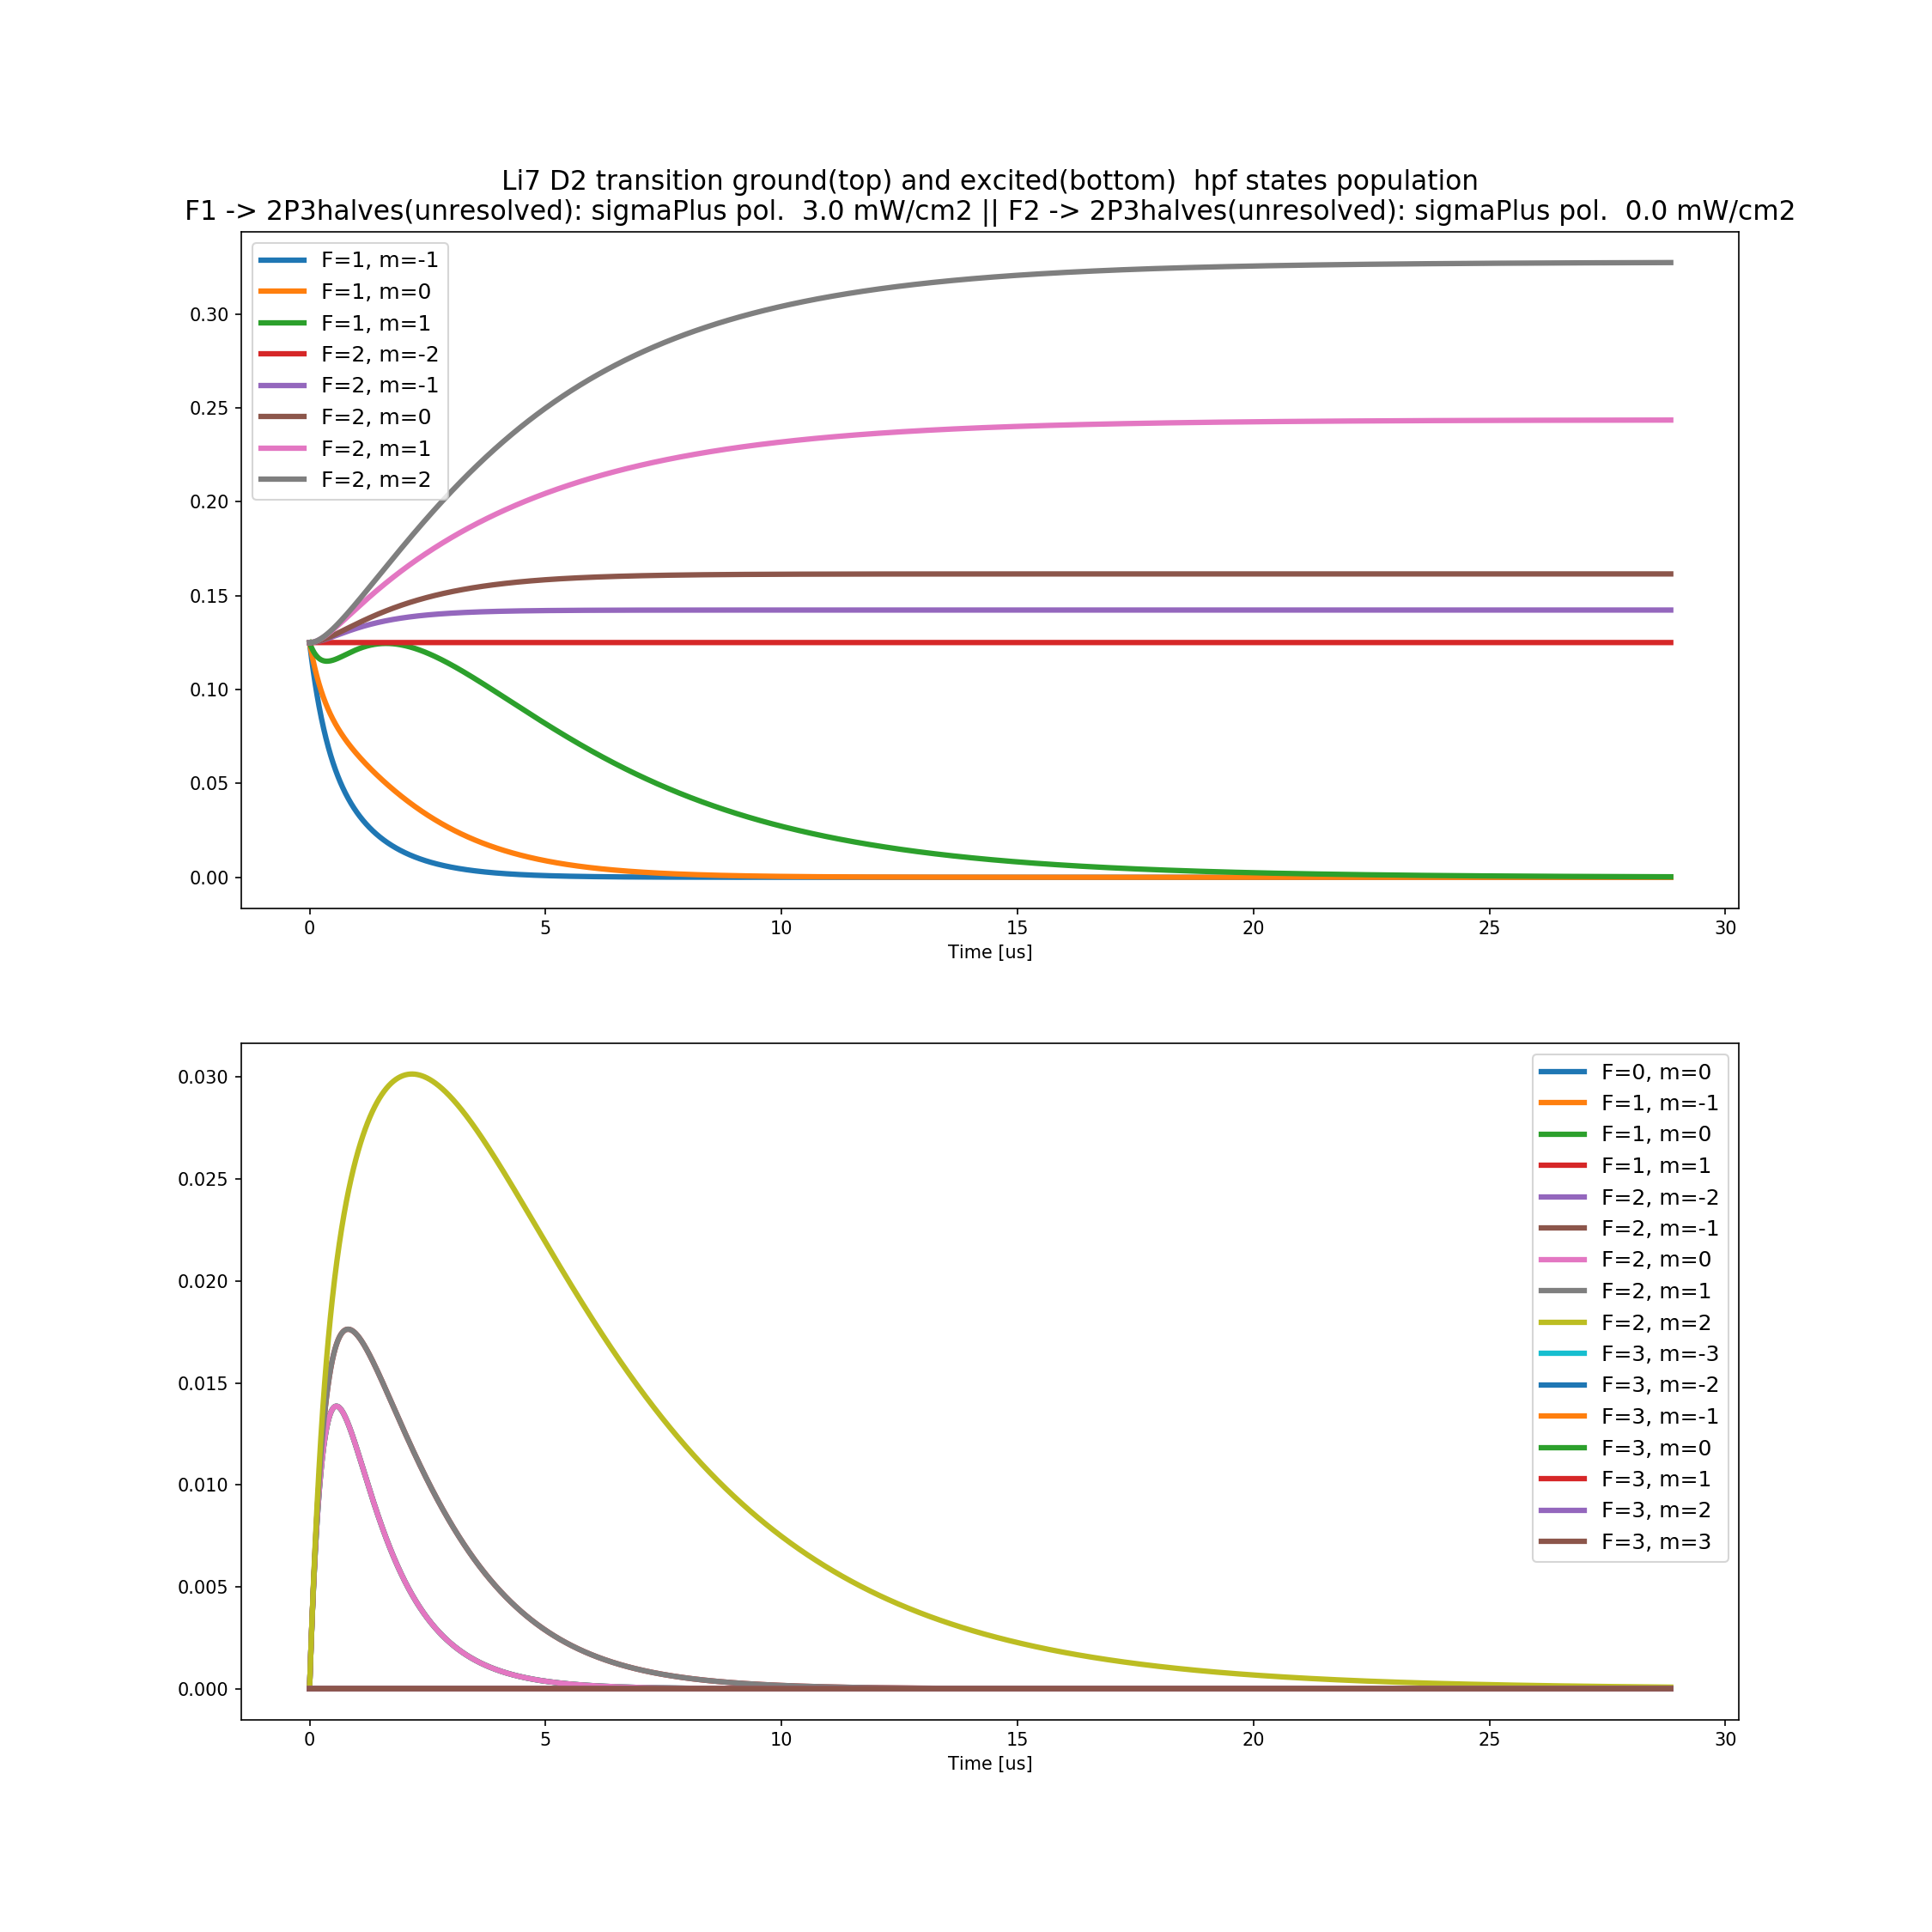 Li7 D2 transition ground(top) and excited(bottom)  hpf states population
F1 -> 2P3halves(unresolved): sigmaPlus pol.  3.0 mW/cm2 || F2 -> 2P3halves(unresolved): sigmaPlus pol.  0.0 mW/cm2
F=1, m=-1
F=1, m=0
F=1, m=1
F=2, m=-2
F=2, m=-1
F=2, m=0
F=2, m=1
F=2, m=2
0.30
0.25
0.20
0.15
0.10
0.05
0.00
0 5 10 15 20 25 30
Time [us]
F=0, m=0
F=1, m=-1
F=1, m=0
F=1, m=1
F=2, m=-2
F=2, m=-1
F=2, m=0
F=2, m=1
F=2, m=2
F=3, m=-3
F=3, m=-2
F=3, m=-1
F=3, m=0
F=3, m=1
F=3, m=2
F=3, m=3
0.030
0.025
0.020
0.015
0.010
0.005
0.000
0 5 10 15 20 25 30
Time [us]